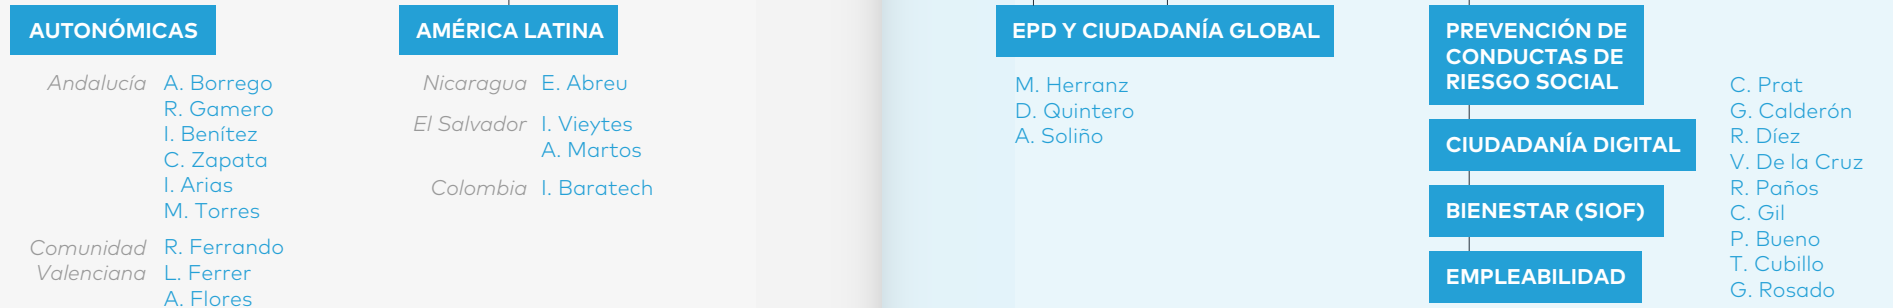 AUTONÓMICAS
Andalucía A. Borrego
R. Gamero
I. Benítez
C. Zapata
I. Arias
M. Torres
Comunidad R. Ferrando
Valenciana L. Ferrer
A. Flores
AMÉRICA LATINA
Nicaragua E. Abreu
El Salvador I. Vieytes
A. Martos
Colombia I. Baratech
EPD Y CIUDADANÍA GLOBAL
M. Herranz
D. Quintero
A. Soliño
PREVENCIÓN DE
CONDUCTAS DE
RIESGO SOCIAL
CIUDADANÍA DIGITAL
BIENESTAR (SIOF)
EMPLEABILIDAD
C. Prat
G. Calderón
R. Díez
V. De la Cruz
R. Paños
C. Gil
P. Bueno
T. Cubillo
G. Rosado